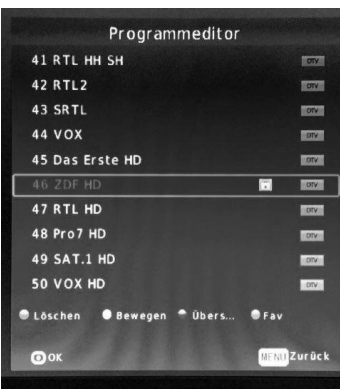 Programmeditor
41 RTL HH SH DTV
42 RTL2 DTV
43 SRTL DTV
44 VOX DTV
45 Das Erste HD DTV
46 ZDF HD DTV
47 RTL HD DTV
48 Pro7 HD DTV
49 SAT.1 HD DTV
50 VOX HD DTV
Löschen Bewegen Übers... Fav
OK MENU Zurück